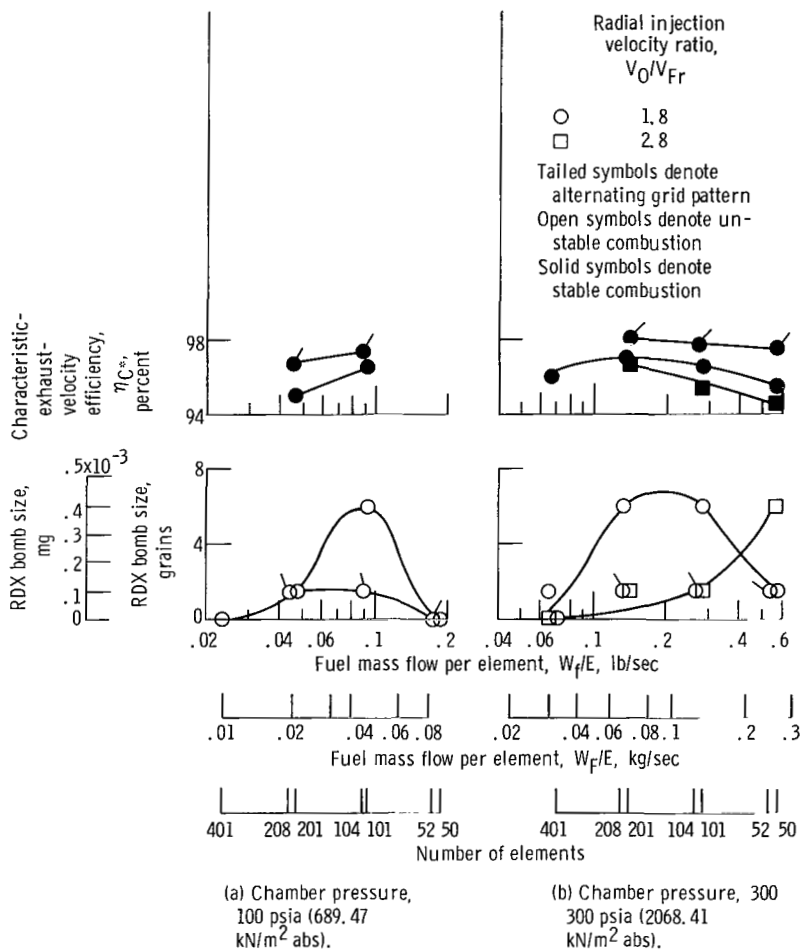 Radial injection
velocity ratio,
V_O/V_Fr
1.8
2.8
Tailed symbols denote
alternating grid pattern
Open symbols denote un-
stable combustion
Solid symbols denote
stable combustion
Characteristic-
exhaust-
velocity
efficiency,
η_C*,
percent
98
94
RDX bomb size,
mg
.5x10^-3
.4
.3
.2
.1
0
RDX bomb size,
grains
8
4
0
.02 .04 .06 .1 .2 .04 .06 .1 .2 .4 .6
Fuel mass flow per element, W_f/E, lb/sec
.01 .02 .04 .06 .08 .02 .04 .06 .08 .1 .2 .3
Fuel mass flow per element, W_F/E, kg/sec
401 208 201 104 101 52 50 401 208 201 104 101 52 50
Number of elements
(a) Chamber pressure,
100 psia (689.47
kN/m² abs).
(b) Chamber pressure, 300
300 psia (2068.41
kN/m² abs).